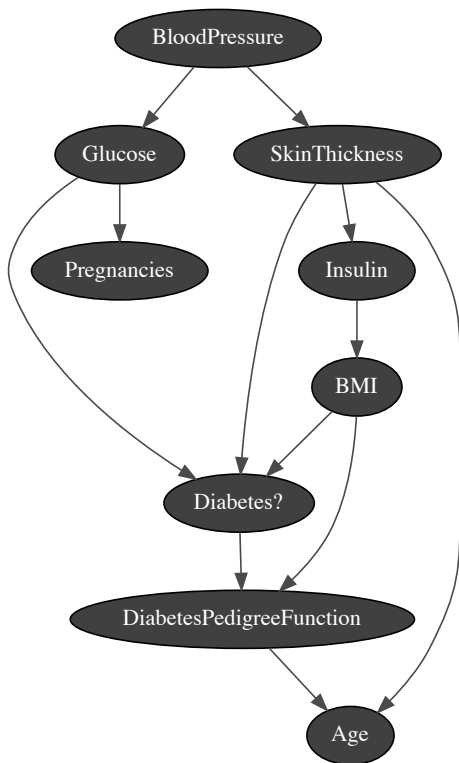 BloodPressure
Glucose
SkinThickness
Pregnancies
Insulin
BMI
Diabetes?
DiabetesPedigreeFunction
Age